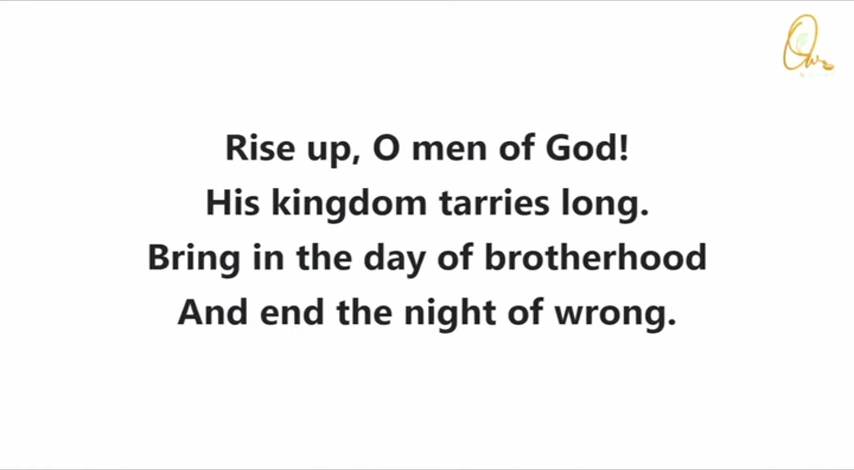 Rise up, O men of God!
His kingdom tarries long.
Bring in the day of brotherhood
And end the night of wrong.